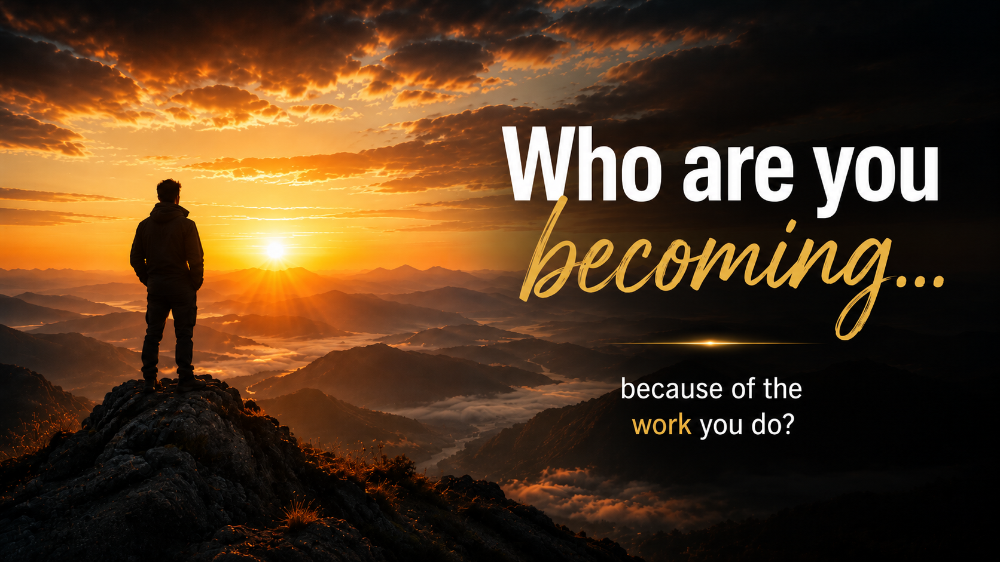 Who are you
becoming...
because of the
work you do?